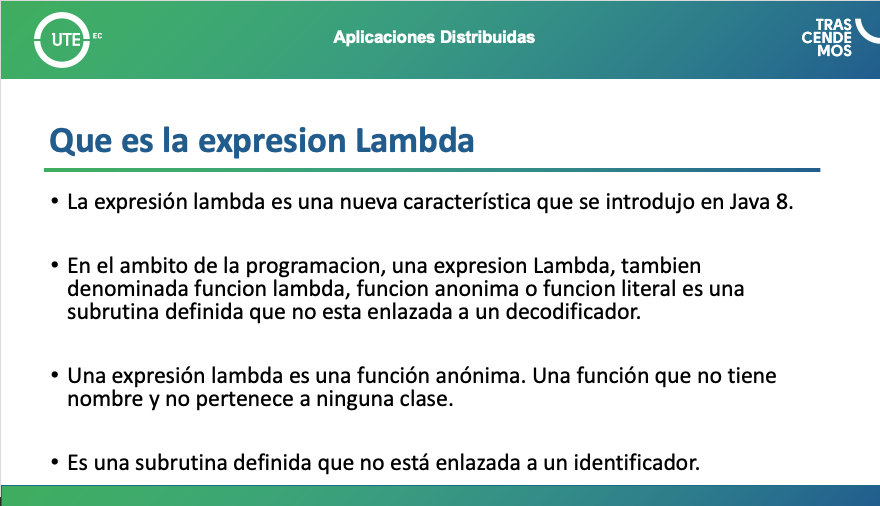 UTE EC
Aplicaciones Distribuidas
TRAS
CENDE
MOS
Que es la expresion Lambda
• La expresión lambda es una nueva característica que se introdujo en Java 8.
• En el ambito de la programacion, una expresion Lambda, tambien
denominada funcion lambda, funcion anonima o funcion literal es una
subrutina definida que no esta enlazada a un decodificador.
• Una expresión lambda es una función anónima. Una función que no tiene
nombre y no pertenece a ninguna clase.
• Es una subrutina definida que no está enlazada a un identificador.